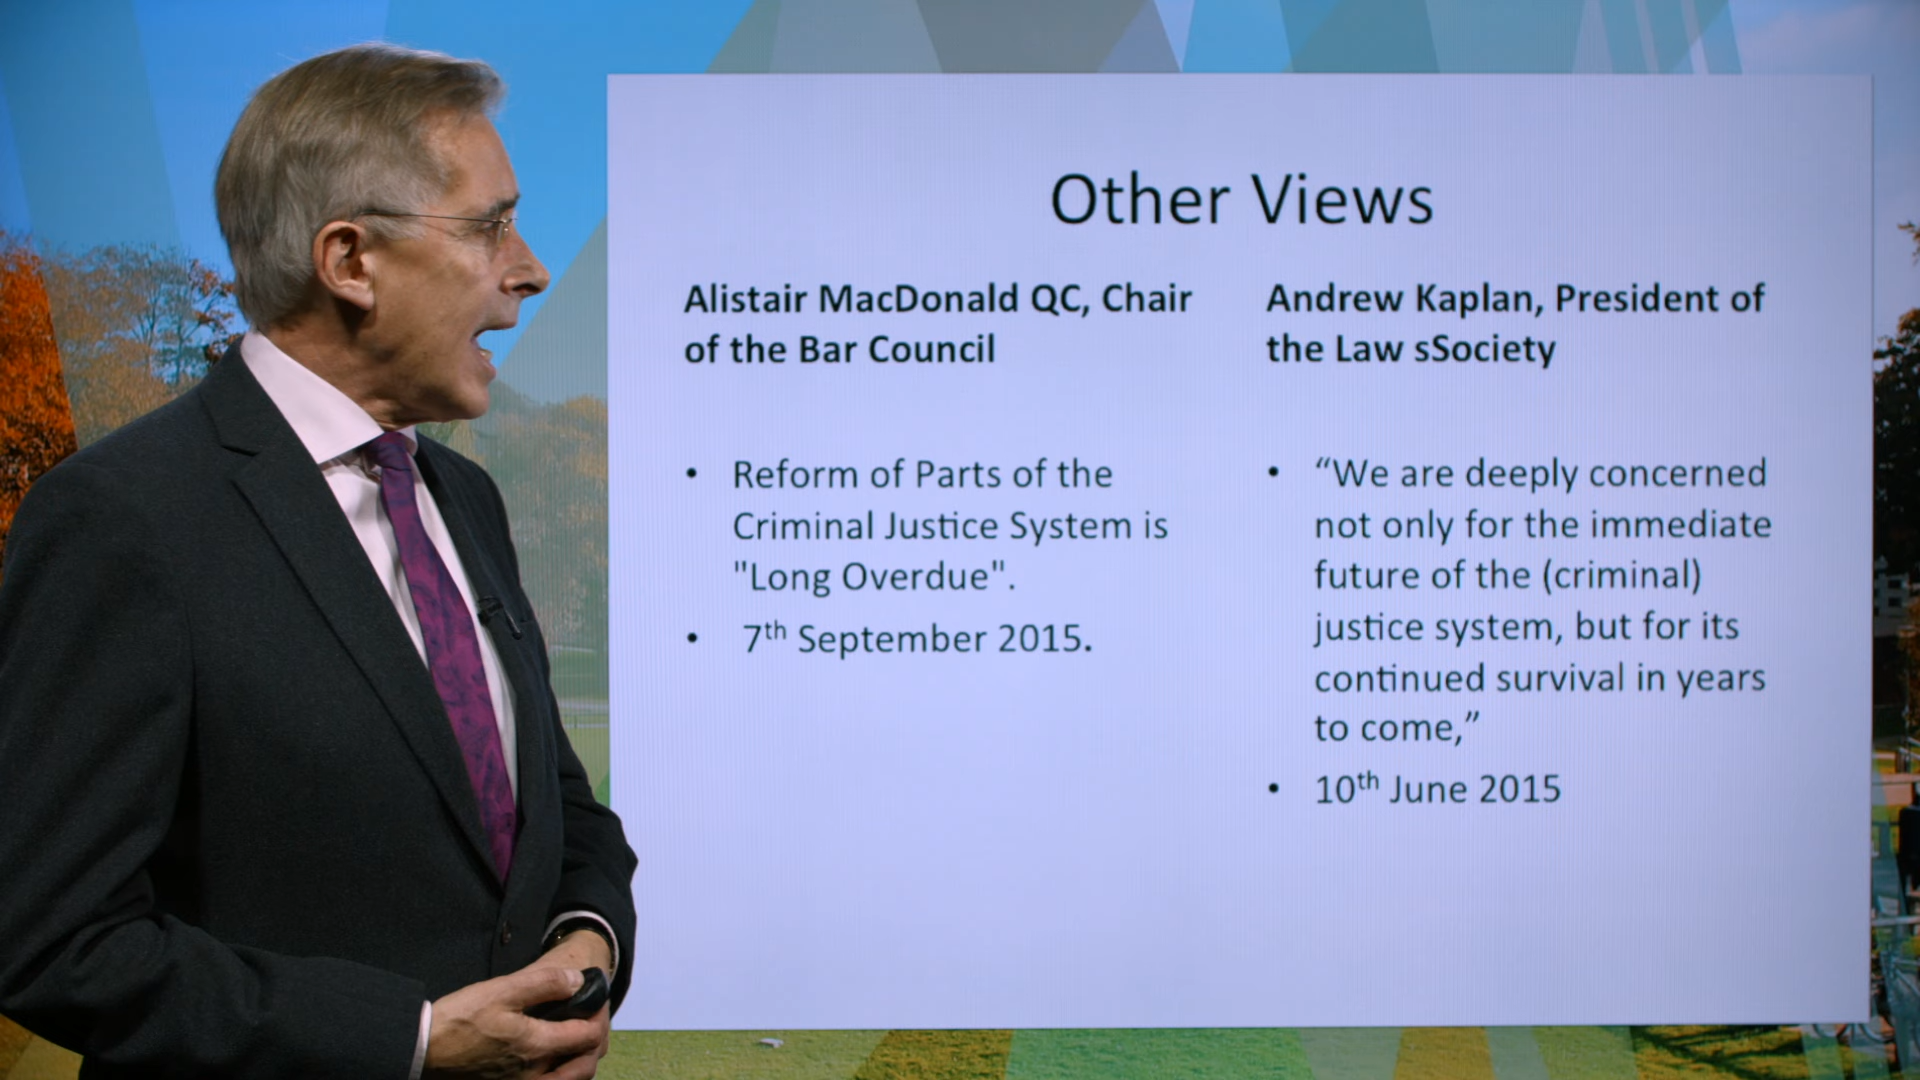 Other Views
Alistair MacDonald QC, Chair
of the Bar Council
• Reform of Parts of the
Criminal Justice System is
"Long Overdue".
• 7th September 2015.
Andrew Kaplan, President of
the Law sSociety
• “We are deeply concerned
not only for the immediate
future of the (criminal)
justice system, but for its
continued survival in years
to come,”
• 10th June 2015